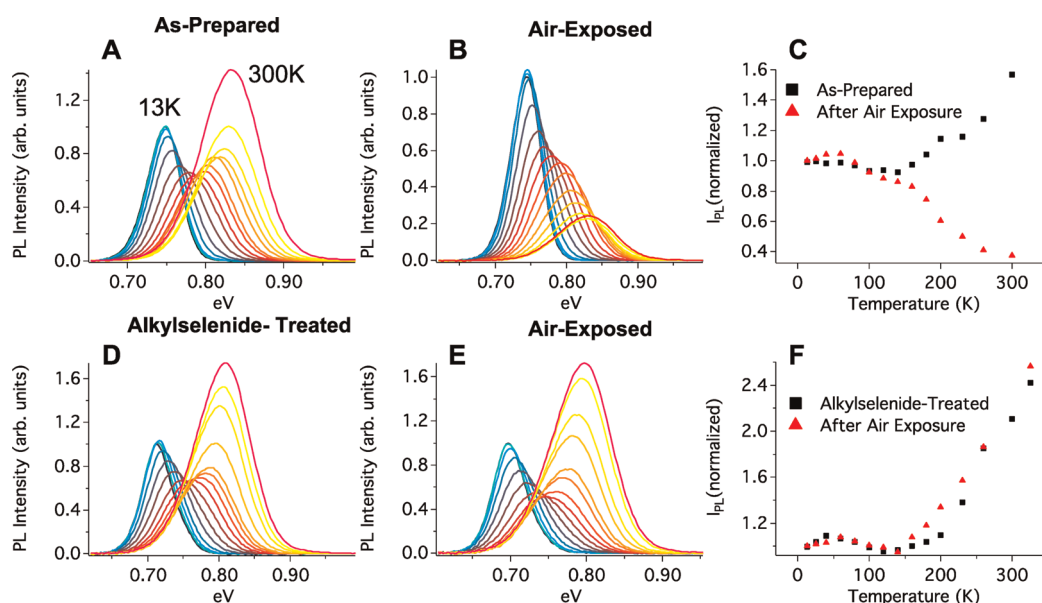 As-Prepared
A
300K
13K
PL Intensity (arb. units)
1.2
0.8
0.4
0.0
0.70
0.80
0.90
eV
Air-Exposed
B
PL Intensity (arb. units)
1.0
0.8
0.6
0.4
0.2
0.0
0.70
0.80
0.90
eV
C
As-Prepared
After Air Exposure
IPL(normalized)
1.6
1.4
1.2
1.0
0.8
0.6
0.4
0
100
200
300
Temperature (K)
Alkylselenide- Treated
D
PL Intensity (arb. units)
1.6
1.2
0.8
0.4
0.0
0.70
0.80
0.90
eV
Air-Exposed
E
PL Intensity (arb. units)
1.6
1.2
0.8
0.4
0.0
0.70
0.80
0.90
eV
F
Alkylselenide-Treated
After Air Exposure
IPL(normalized)
2.4
2.0
1.6
1.2
0
100
200
300
Temperature (K)